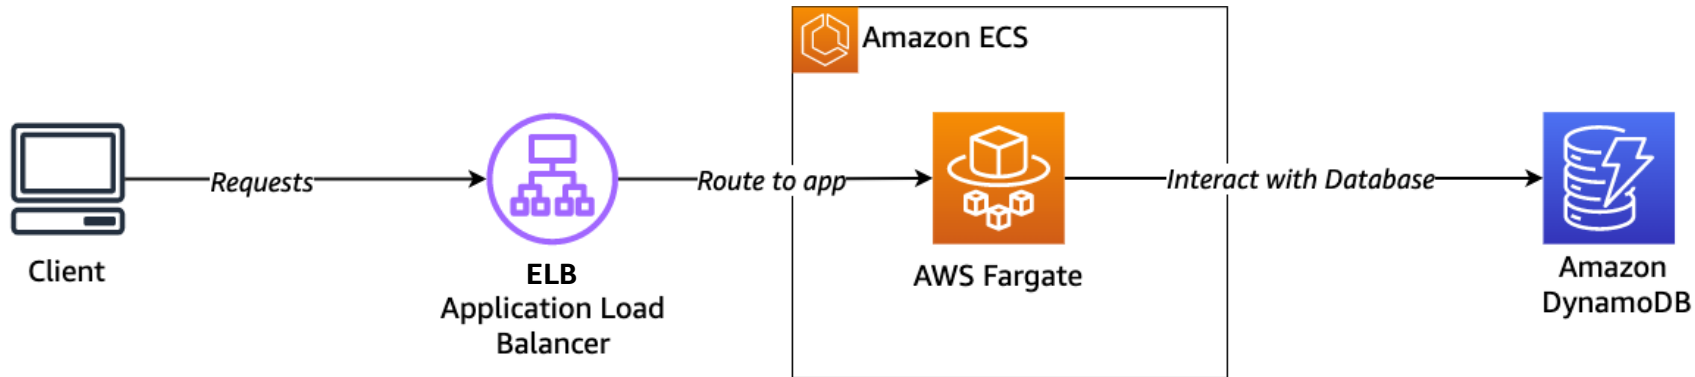 Amazon ECS
Requests
Route to app
Interact with Database
Client
ELB
Application Load
Balancer
AWS Fargate
Amazon
DynamoDB